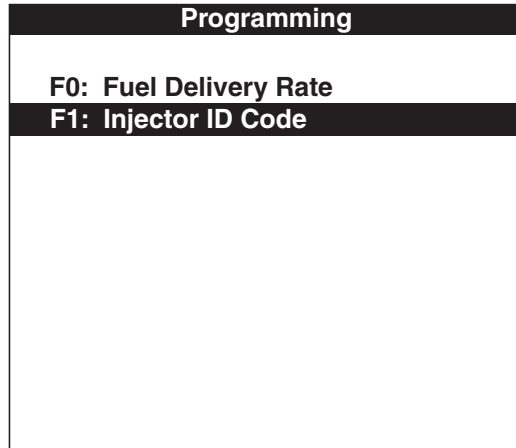 Programming
F0: Fuel Delivery Rate
F1: Injector ID Code